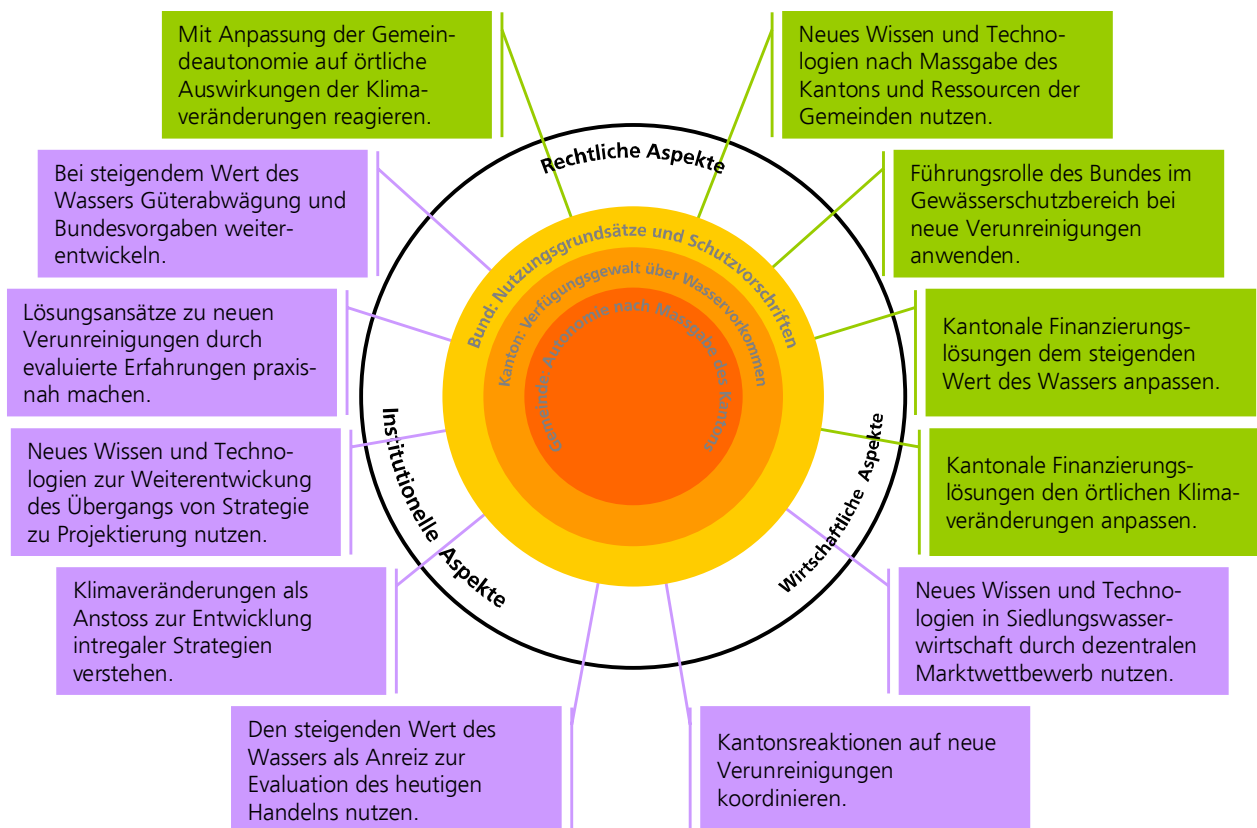 Mit Anpassung der Gemein-
deautonomie auf örtliche
Auswirkungen der Klima-
veränderungen reagieren.
Neues Wissen und Techno-
logien nach Massgabe des
Kantons und Ressourcen der
Gemeinden nutzen.
Bei steigendem Wert des
Wassers Güterabwägung und
Bundesvorgaben weiter-
entwickeln.
Führungsrolle des Bundes im
Gewässerschutzbereich bei
neue Verunreinigungen
anwenden.
Lösungsansätze zu neuen
Verunreinigungen durch
evaluierte Erfahrungen praxis-
nah machen.
Kantonale Finanzierungs-
lösungen dem steigenden
Wert des Wassers anpassen.
Neues Wissen und Techno-
logien zur Weiterentwickung
des Übergangs von Strategie
zu Projektierung nutzen.
Kantonale Finanzierungs-
lösungen den örtlichen Klima-
veränderungen anpassen.
Klimaveränderungen als
Anstoss zur Entwicklung
intregaler Strategien
verstehen.
Neues Wissen und Techno-
logien in Siedlungswasser-
wirtschaft durch dezentralen
Marktwettbewerb nutzen.
Den steigenden Wert des
Wassers als Anreiz zur
Evaluation des heutigen
Handelns nutzen.
Kantonsreaktionen auf neue
Verunreinigungen
koordinieren.
Rechtliche Aspekte
Institutionelle Aspekte
Wirtschaftliche Aspekte
Bund: Nutzungsgrundsätze und Schutzvorschriften
Kanton: Verfügungsgewalt über Wasservorkommen
Gemeinde: Autonomie nach Massgabe des Kantons